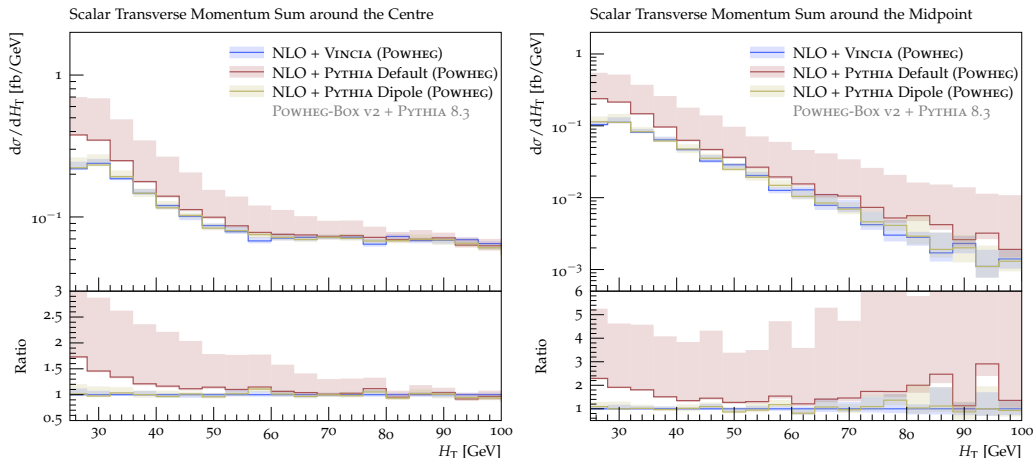 Scalar Transverse Momentum Sum around the Centre
dσ/dH_T [fb/GeV]
1
10⁻¹
NLO + VINCIA (POWHEG)
NLO + PYTHIA Default (POWHEG)
NLO + PYTHIA Dipole (POWHEG)
POWHEG-BOX v2 + PYTHIA 8.3
Ratio
3
2.5
2
1.5
1
0.5
30 40 50 60 70 80 90 100
H_T [GeV]
Scalar Transverse Momentum Sum around the Midpoint
dσ/dH_T [fb/GeV]
1
10⁻¹
10⁻²
10⁻³
NLO + VINCIA (POWHEG)
NLO + PYTHIA Default (POWHEG)
NLO + PYTHIA Dipole (POWHEG)
POWHEG-BOX v2 + PYTHIA 8.3
Ratio
6
5
4
3
2
1
30 40 50 60 70 80 90 100
H_T [GeV]